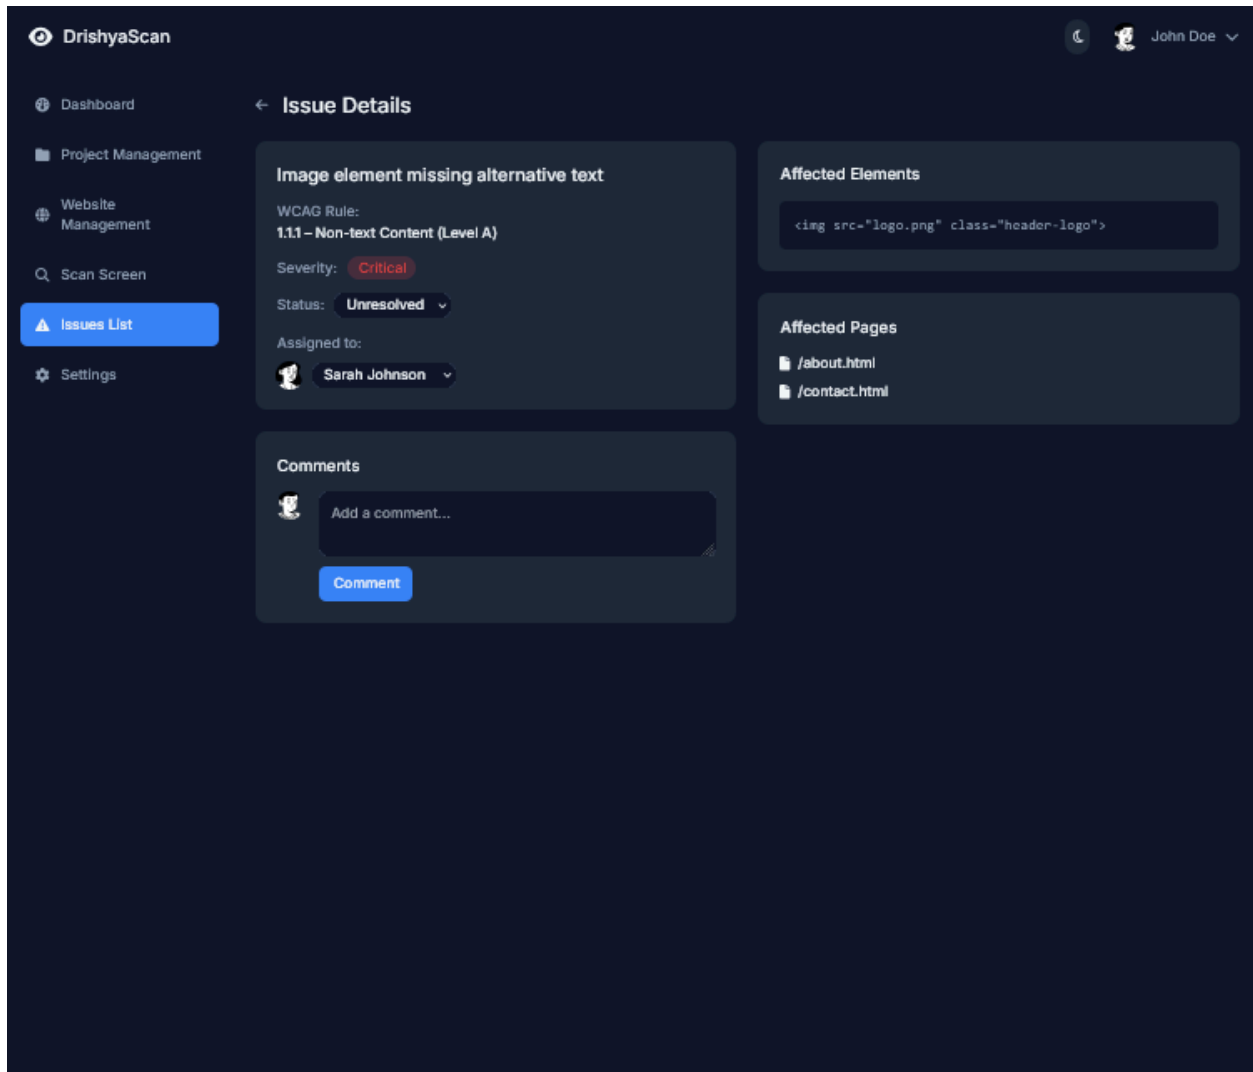 DrishyaScan
John Doe
Dashboard
Project Management
Website
Management
Scan Screen
Issues List
Settings
Issue Details
Image element missing alternative text
WCAG Rule:
1.1.1 – Non-text Content (Level A)
Severity: Critical
Status: Unresolved
Assigned to:
Sarah Johnson
Comments
Add a comment...
Comment
Affected Elements
<img src="logo.png" class="header-logo">
Affected Pages
/about.html
/contact.html